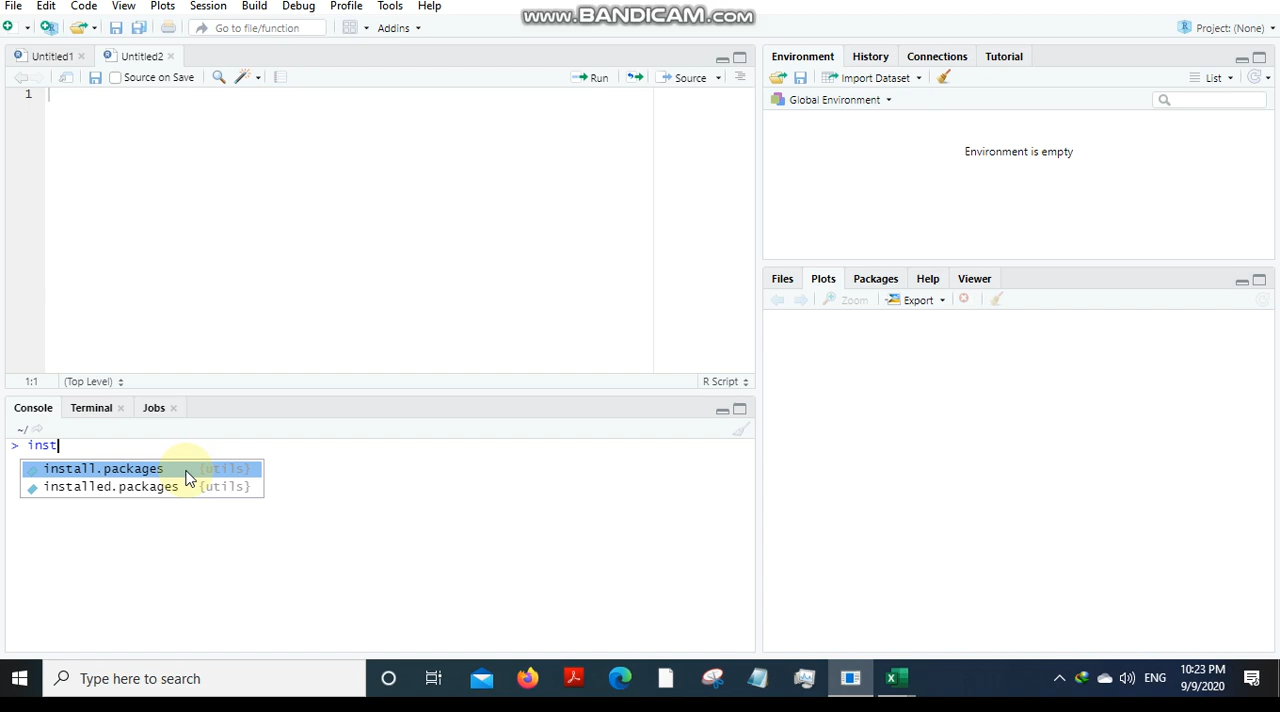 File Edit Code View Plots Session Build Debug Profile Tools Help
www.BANDICAM.com
Go to file/function Addins Project: (None)
Untitled1 Untitled2
Source on Save Run Source
1
1:1 (Top Level) R Script
Console Terminal Jobs
~/
> inst
install.packages {utils}
installed.packages {utils}
Environment History Connections Tutorial
Import Dataset List
Global Environment
Environment is empty
Files Plots Packages Help Viewer
Zoom Export
Type here to search
ENG
10:23 PM
9/9/2020